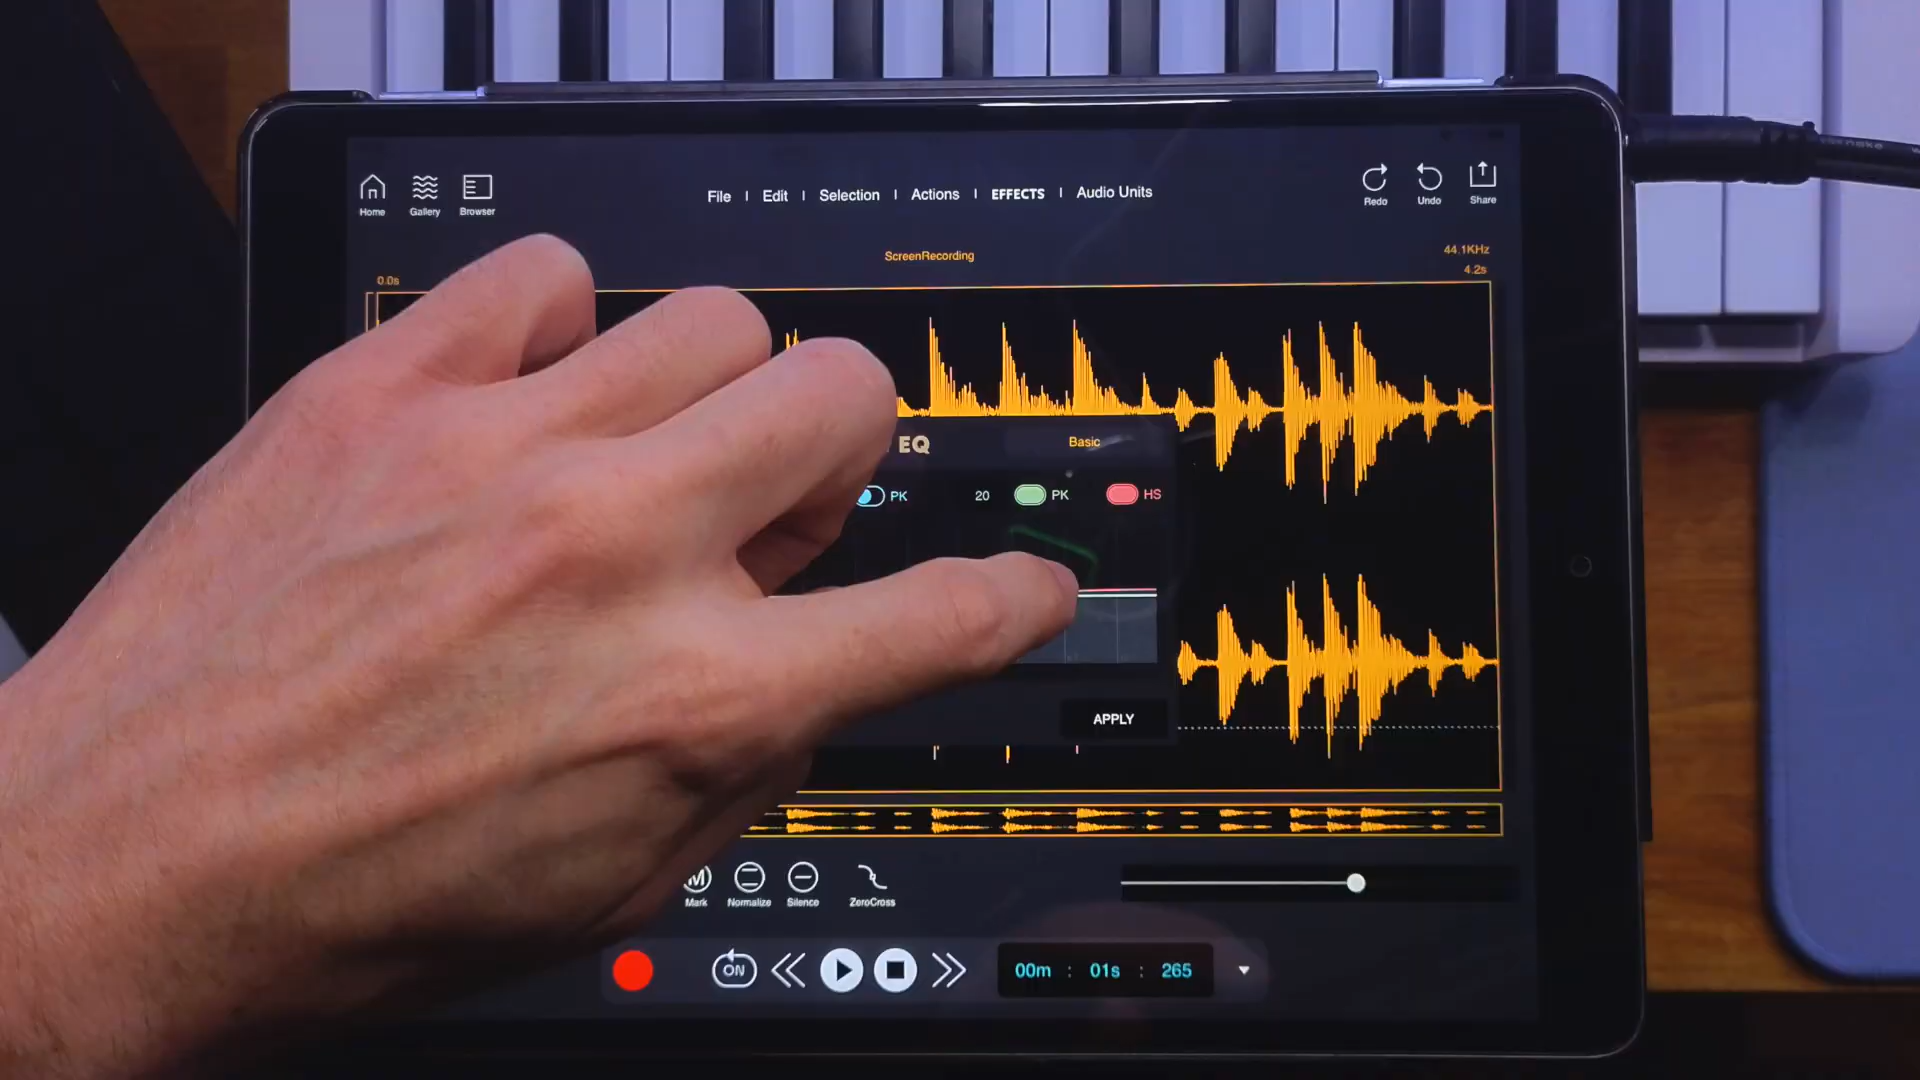 Home Gallery Browser
File | Edit | Selection | Actions | EFFECTS | Audio Units
Redo Undo Share
ScreenRecording
44.1KHz
4.2s
0.0s
EQ
Basic
PK 20 PK HS
APPLY
Mark Normalize Silence ZeroCross
ON
00m : 01s : 265